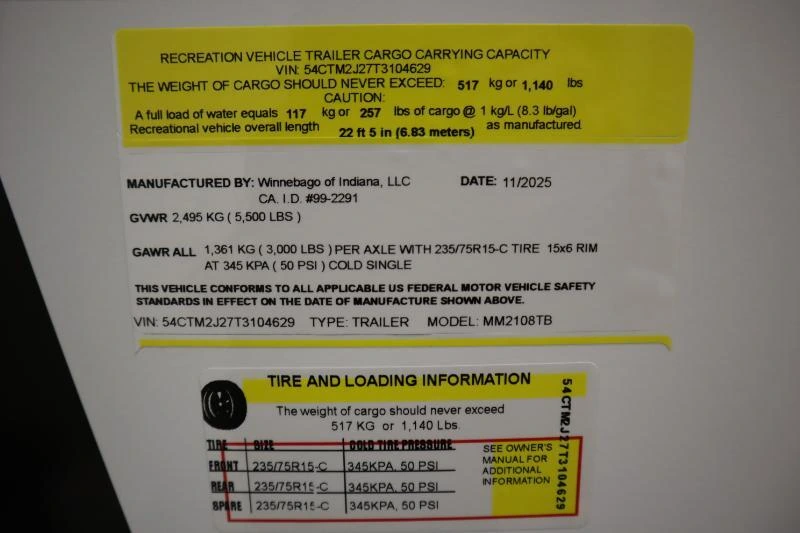 RECREATION VEHICLE TRAILER CARGO CARRYING CAPACITY
VIN: 54CTM2J27T3104629
THE WEIGHT OF CARGO SHOULD NEVER EXCEED: 517 kg or 1,140 lbs
CAUTION:
A full load of water equals 117 kg or 257 lbs of cargo @ 1 kg/L (8.3 lb/gal)
Recreational vehicle overall length 22 ft 5 in (6.83 meters) as manufactured.
MANUFACTURED BY: Winnebago of Indiana, LLC DATE: 11/2025
CA. I.D. #99-2291
GVWR 2,495 KG ( 5,500 LBS )
GAWR ALL 1,361 KG ( 3,000 LBS ) PER AXLE WITH 235/75R15-C TIRE 15x6 RIM
AT 345 KPA ( 50 PSI ) COLD SINGLE
THIS VEHICLE CONFORMS TO ALL APPLICABLE US FEDERAL MOTOR VEHICLE SAFETY
STANDARDS IN EFFECT ON THE DATE OF MANUFACTURE SHOWN ABOVE.
VIN: 54CTM2J27T3104629 TYPE: TRAILER MODEL: MM2108TB
TIRE AND LOADING INFORMATION
The weight of cargo should never exceed
517 KG or 1,140 Lbs.
TIRE SIZE COLD TIRE PRESSURE
FRONT 235/75R15-C 345KPA, 50 PSI
REAR 235/75R15-C 345KPA, 50 PSI
SPARE 235/75R15-C 345KPA, 50 PSI
SEE OWNER'S
MANUAL FOR
ADDITIONAL
INFORMATION
54CTM2J27T3104629